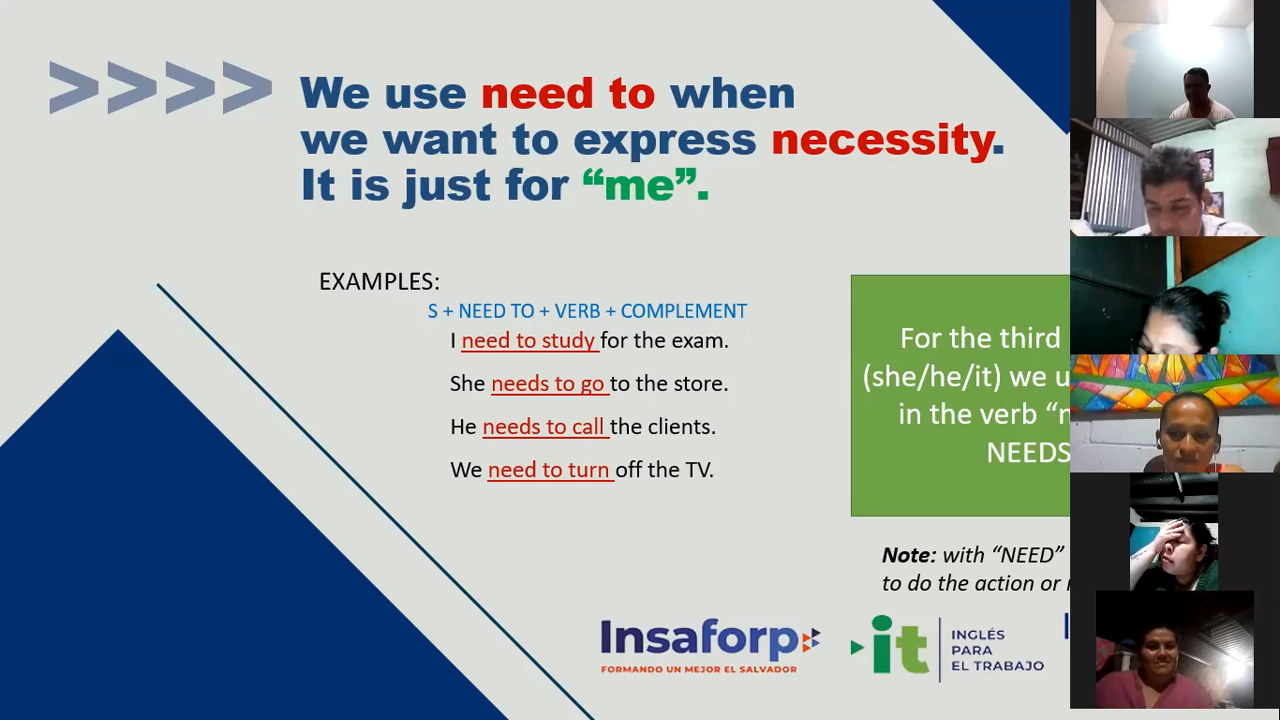 >>>> We use need to when
we want to express necessity.
It is just for “me”.
EXAMPLES:
S + NEED TO + VERB + COMPLEMENT
I need to study for the exam.
She needs to go to the store.
He needs to call the clients.
We need to turn off the TV.
For the third
(she/he/it) we u
in the verb “n
NEEDS
Note: with “NEED”
to do the action or
Insaforp
FORMANDO UN MEJOR EL SALVADOR
it
INGLÉS
PARA
EL TRABAJO